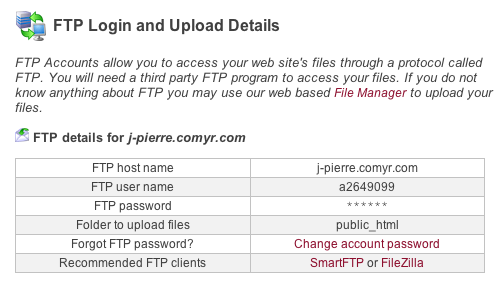 FTP Login and Upload Details
FTP Accounts allow you to access your web site's files through a protocol called
FTP. You will need a third party FTP program to access your files. If you do not
know anything about FTP you may use our web based File Manager to upload your
files.
FTP details for j-pierre.comyr.com
FTP host name j-pierre.comyr.com
FTP user name a2649099
FTP password ******
Folder to upload files public_html
Forgot FTP password? Change account password
Recommended FTP clients SmartFTP or FileZilla